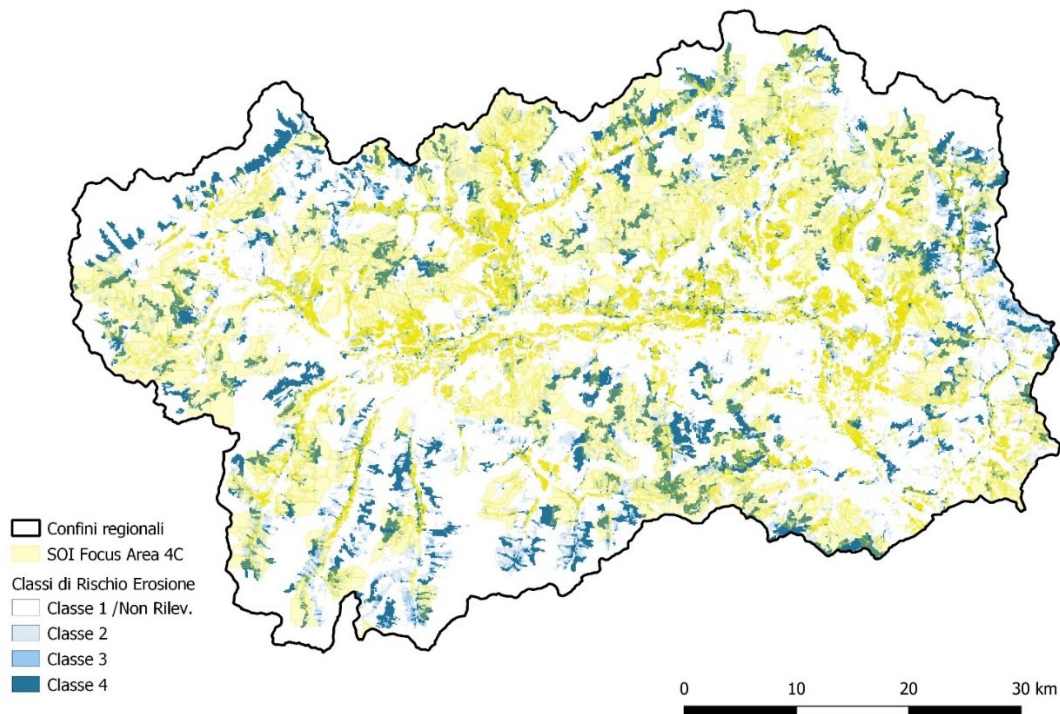 Confini regionali
SOI Focus Area 4C
Classi di Rischio Erosione
Classe 1 /Non Rilev.
Classe 2
Classe 3
Classe 4
0 10 20 30 km